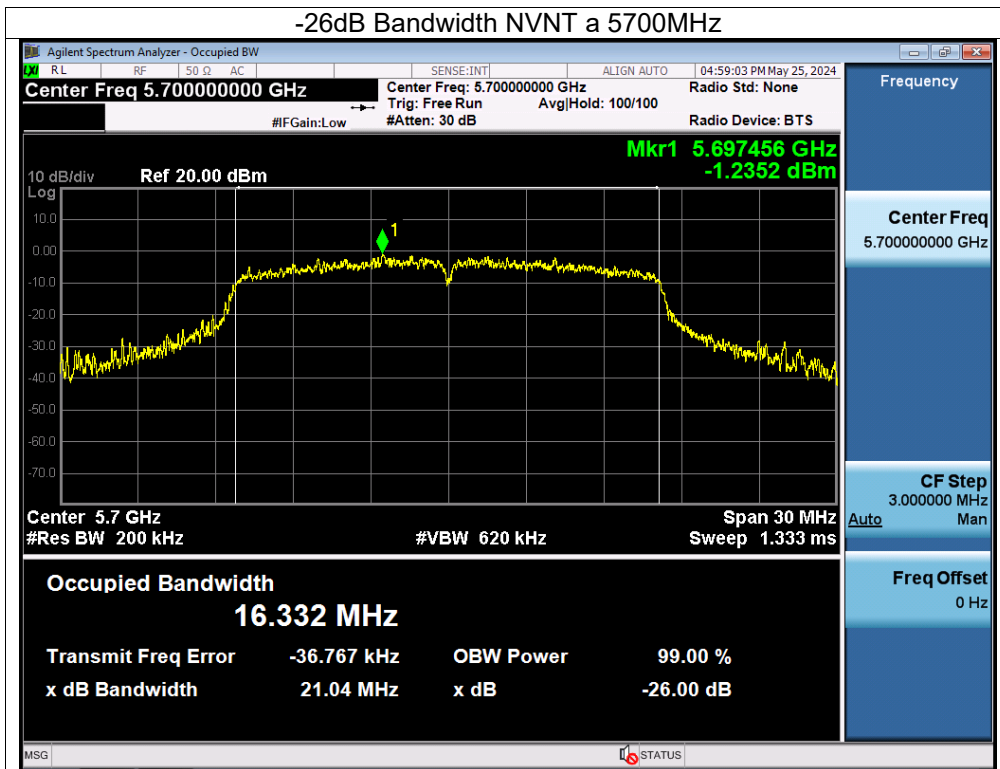 -26dB Bandwidth NVNT a 5700MHz
Agilent Spectrum Analyzer - Occupied BW
LXI RL RF 50 Ω AC SENSE:INT ALIGN AUTO 04:59:03 PM May 25, 2024
Center Freq 5.700000000 GHz
Center Freq: 5.700000000 GHz
Radio Std: None
Trig: Free Run Avg|Hold: 100/100
#IFGain:Low
#Atten: 30 dB
Radio Device: BTS
Mkr1 5.697456 GHz
-1.2352 dBm
10 dB/div Ref 20.00 dBm
Log
10.0
0.00
-10.0
-20.0
-30.0
-40.0
-50.0
-60.0
-70.0
1
Center 5.7 GHz
Span 30 MHz
#Res BW 200 kHz
#VBW 620 kHz
Sweep 1.333 ms
Occupied Bandwidth
16.332 MHz
Transmit Freq Error -36.767 kHz OBW Power 99.00 %
x dB Bandwidth 21.04 MHz x dB -26.00 dB
Frequency
Center Freq
5.700000000 GHz
CF Step
3.000000 MHz
Auto Man
Freq Offset
0 Hz
MSG STATUS